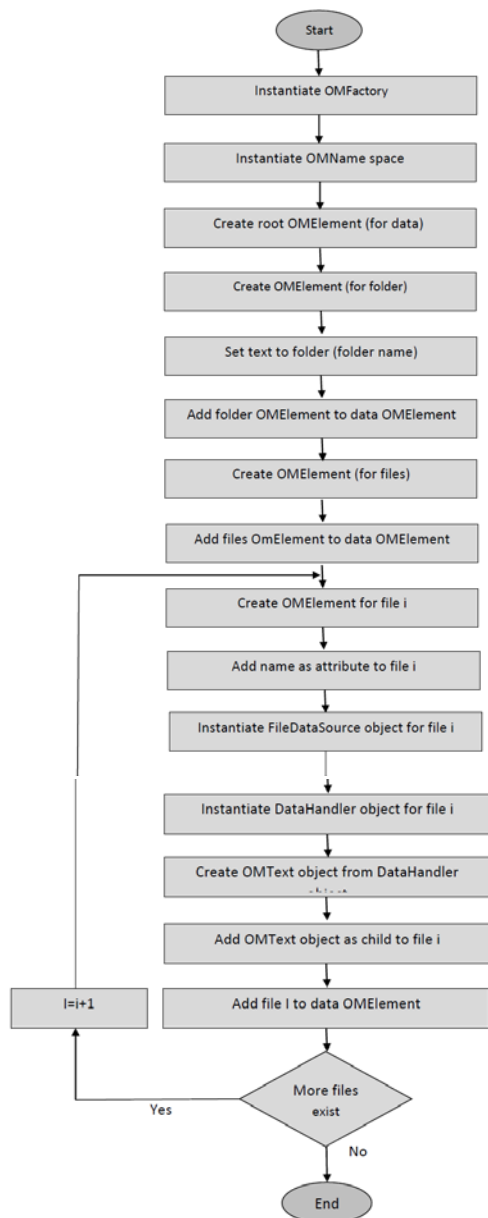 Start
Instantiate OMFactory
Instantiate OMName space
Create root OMElement (for data)
Create OMElement (for folder)
Set text to folder (folder name)
Add folder OMElement to data OMElement
Create OMElement (for files)
Add files OmElement to data OMElement
Create OMElement for file i
Add name as attribute to file i
Instantiate FileDataSource object for file i
Instantiate DataHandler object for file i
Create OMText object from DataHandler
Add OMText object as child to file i
I=i+1
Add file I to data OMElement
More files
exist
Yes
No
End